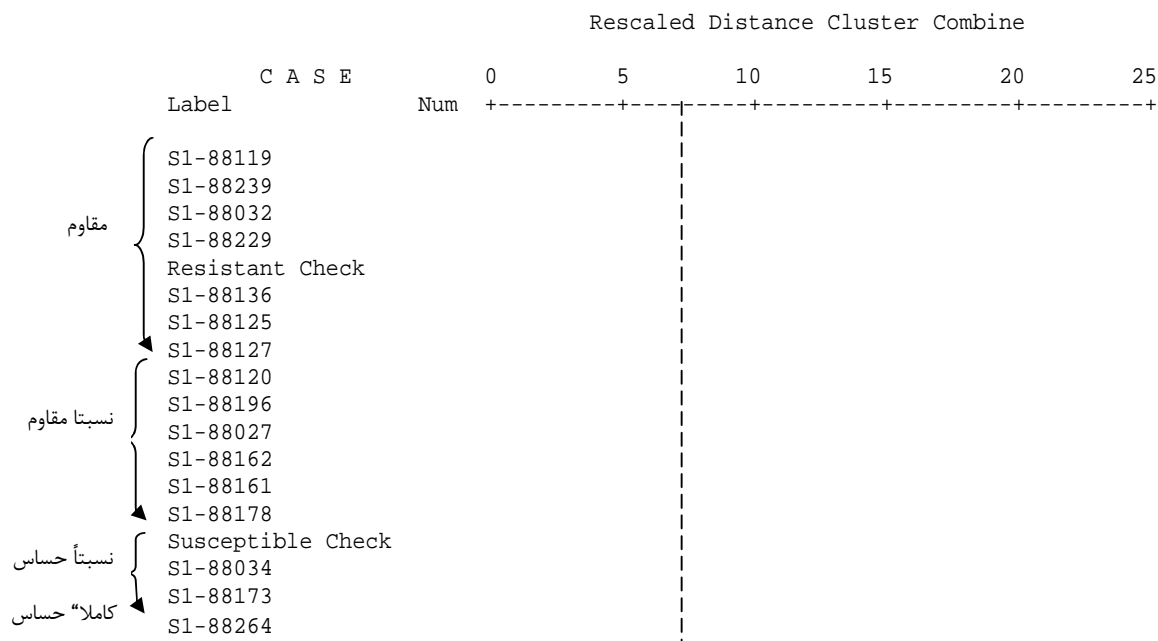 Rescaled Distance Cluster Combine
C A S E 0 5 10 15 20 25
Label Num +---------+---------+---------+---------+---------+
S1-88119
S1-88239
S1-88032
مقاوم
S1-88229
Resistant Check
S1-88136
S1-88125
S1-88127
S1-88120
S1-88196
نسبتا مقاوم
S1-88027
S1-88162
S1-88161
S1-88178
Susceptible Check
نسبتاً حساس
S1-88034
S1-88173
کاملا“ حساس
S1-88264